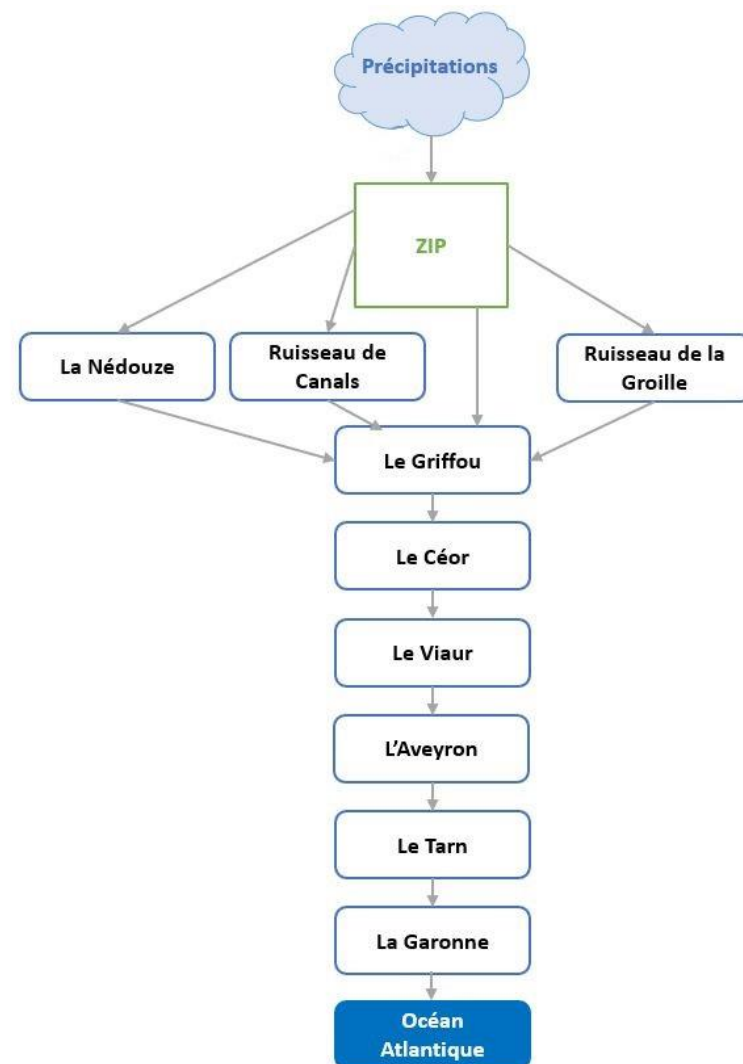 Précipitations
ZIP
La Nédouze
Ruisseau de
Canals
Ruisseau de la
Groille
Le Griffou
Le Céor
Le Viaur
L'Aveyron
Le Tarn
La Garonne
Océan
Atlantique